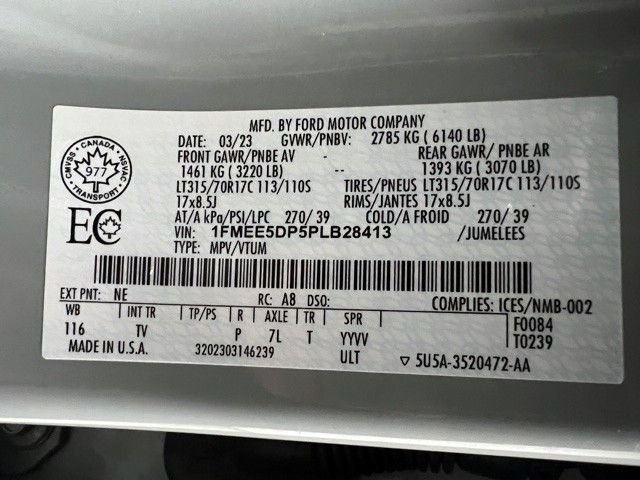 MFD. BY FORD MOTOR COMPANY
DATE: 03/23 GVWR/PNBV: 2785 KG ( 6140 LB)
FRONT GAWR/PNBE AV REAR GAWR/ PNBE AR
1461 KG ( 3220 LB) 1393 KG ( 3070 LB)
LT315/70R17C 113/110S TIRES/PNEUS LT315/70R17C 113/110S
17x8.5J RIMS/JANTES 17x8.5J
AT/A kPa/PSI/LPC 270/ 39 COLD/A FROID 270/ 39
VIN: 1FMEE5DP5PLB28413 /JUMELEES
TYPE: MPV/VTUM
CMVSS · CANADA · NSVAC
977
TRANSPORT
EC
EXT PNT: NE RC: A8 DSO: COMPLIES: ICES/NMB-002
WB INT TR TP/PS R AXLE TR SPR F0084
116 TV P 7L T YYVV T0239
MADE IN U.S.A. 3202303146239 ULT ▽ 5U5A-3520472-AA